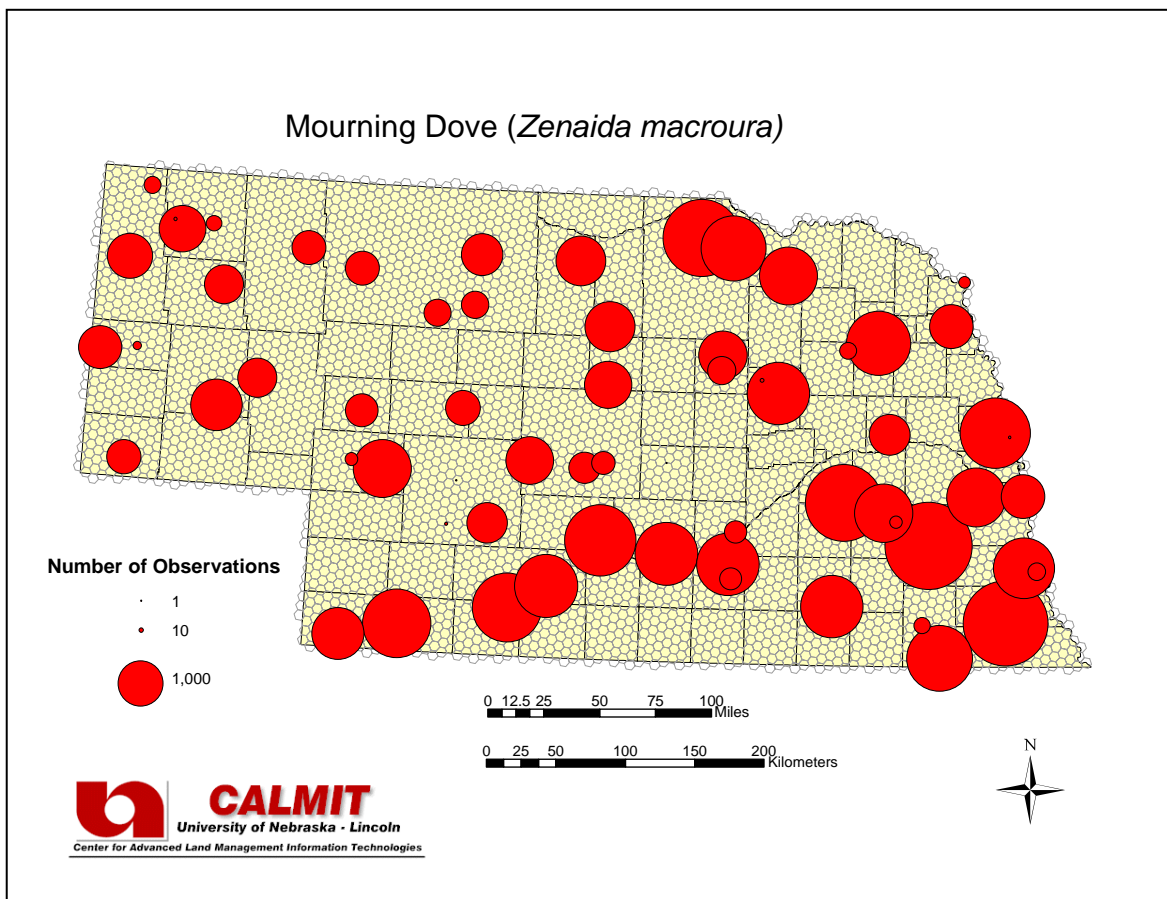 Mourning Dove (Zenaida macroura)
Number of Observations
1
10
1,000
0 12.5 25 50 75 100
Miles
0 25 50 100 150 200
Kilometers
N
CALMIT
University of Nebraska - Lincoln
Center for Advanced Land Management Information Technologies